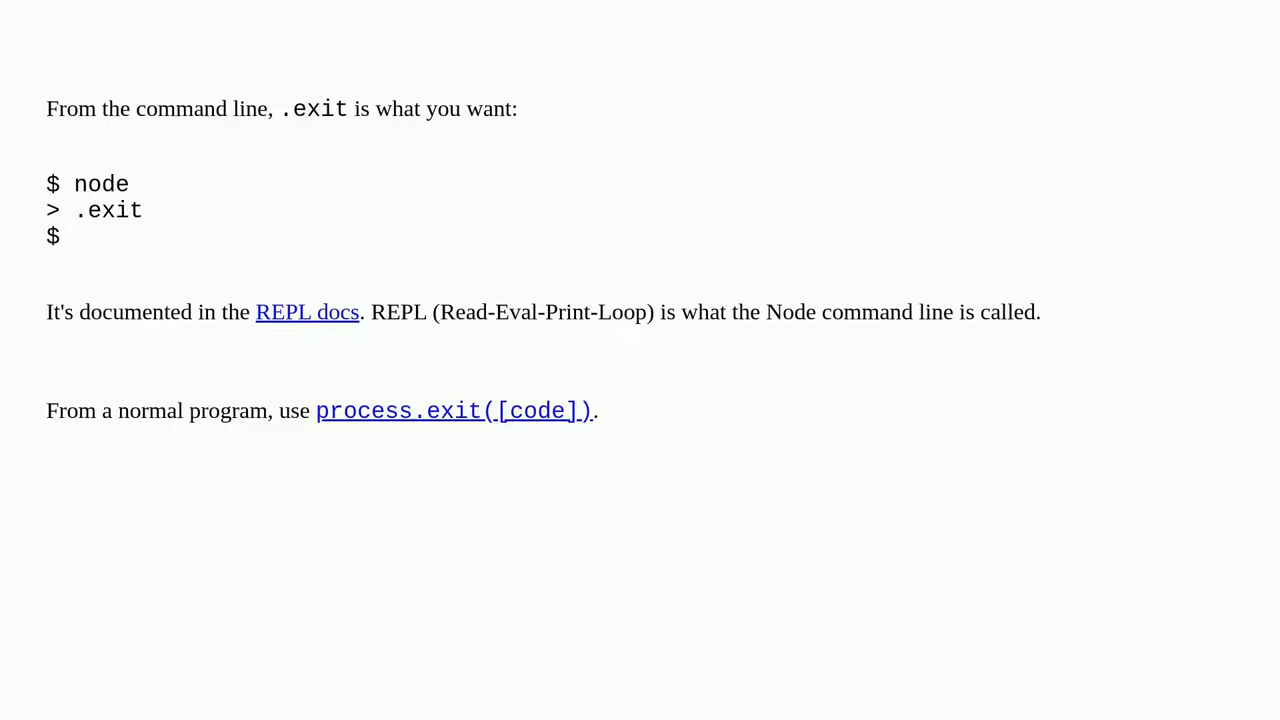 From the command line, .exit is what you want:
$ node
> .exit
$
It's documented in the REPL docs. REPL (Read-Eval-Print-Loop) is what the Node command line is called.
From a normal program, use process.exit([code]).